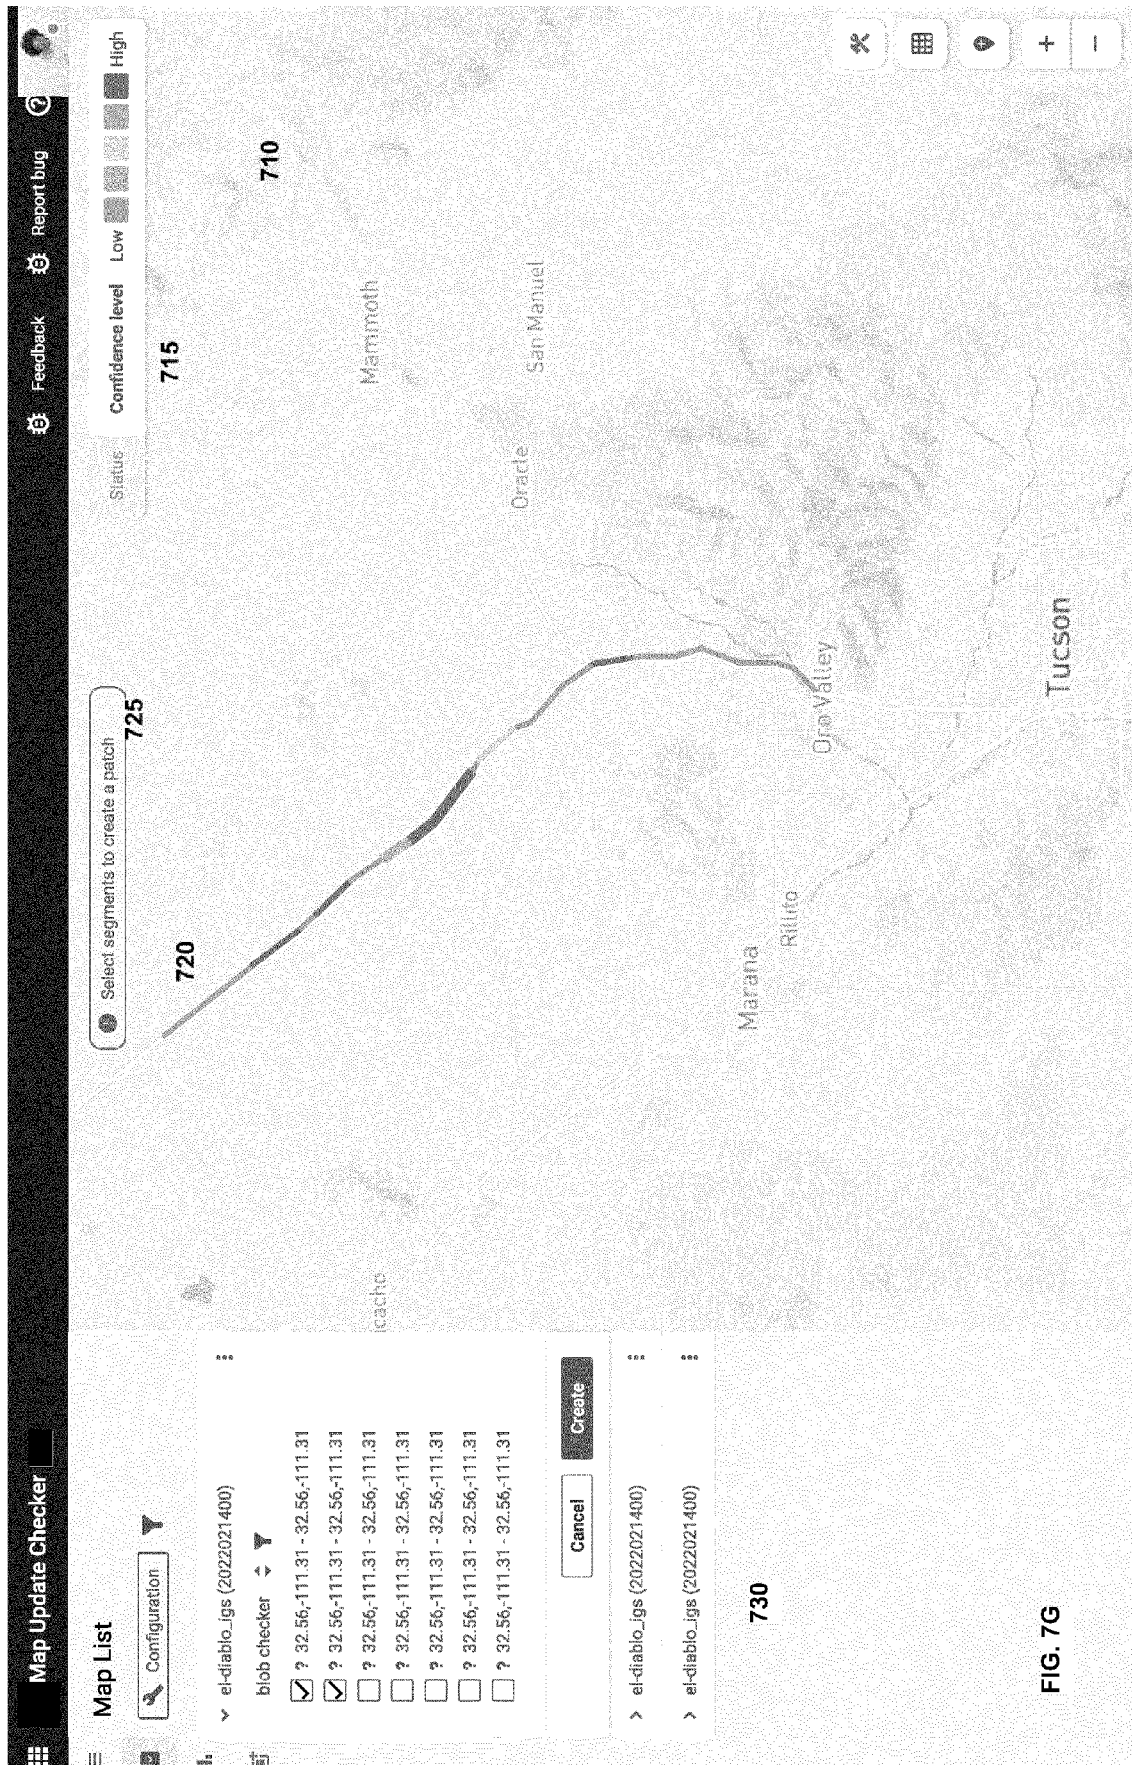 Map Update Checker
Feedback
Report bug
?
Map List
Configuration
el-diablo_igs (2022021400)
blob checker
? 32.56,-111.31 - 32.56,-111.31
? 32.56,-111.31 - 32.56,-111.31
? 32.56,-111.31 - 32.56,-111.31
? 32.56,-111.31 - 32.56,-111.31
? 32.56,-111.31 - 32.56,-111.31
? 32.56,-111.31 - 32.56,-111.31
? 32.56,-111.31 - 32.56,-111.31
Cancel
Create
el-diablo_igs (2022021400)
el-diablo_igs (2022021400)
730
Select segments to create a patch
725
Status
Confidence level
Low
High
715
710
720
icacho
Mammoth
Oracle
San Manuel
Marana
Rillito
Oro Valley
Tucson
+
−
FIG. 7G